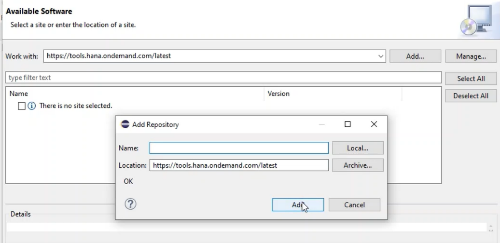 Available Software
Select a site or enter the location of a site.
Work with: https://tools.hana.ondemand.com/latest Add... Manage...
type filter text Select All
Name Version Deselect All
There is no site selected.
Add Repository
Name: Local...
Location: https://tools.hana.ondemand.com/latest Archive...
OK
Add Cancel
Details